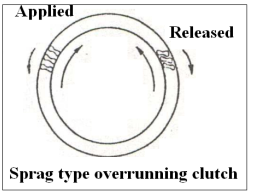 Applied
Released
Sprag type overrunning clutch